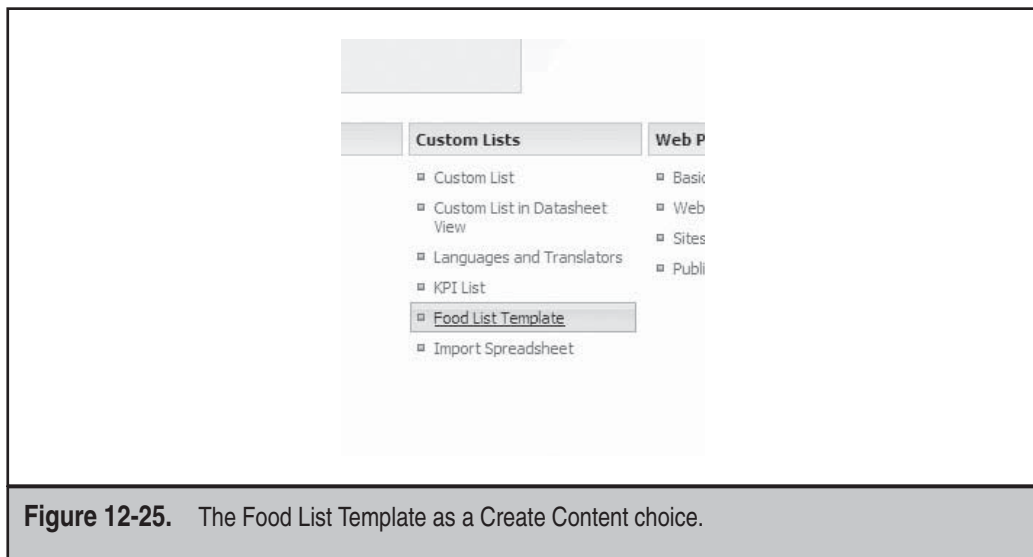 Custom Lists
Custom List
Custom List in Datasheet
View
Languages and Translators
KPI List
Food List Template
Import Spreadsheet
Web P
Basic
Web
Sites
Publi
Figure 12-25. The Food List Template as a Create Content choice.